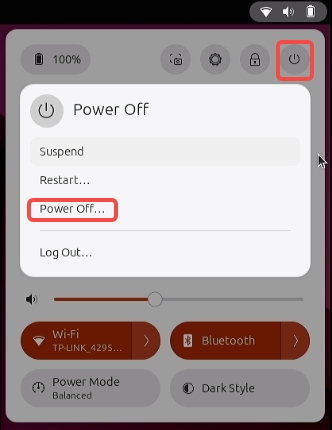 100%
Power Off
Suspend
Restart...
Power Off...
Log Out...
Wi-Fi
TP-LINK_4295...
Bluetooth
Power Mode
Balanced
Dark Style